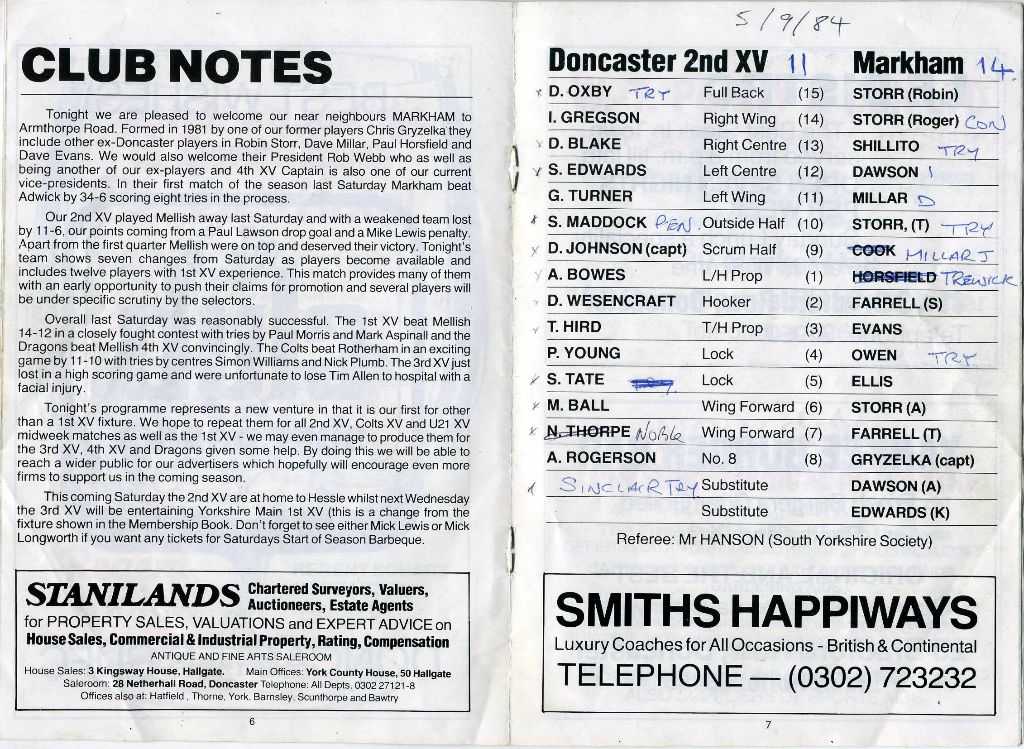 CLUB NOTES
Tonight we are pleased to welcome our near neighbours MARKHAM to
Armthorpe Road. Formed in 1981 by one of our former players Chris Gryzelka they
include other ex-Doncaster players in Robin Storr, Dave Millar, Paul Horsfield and
Dave Evans. We would also welcome their President Rob Webb who as well as
being another of our ex-players and 4th XV Captain is also one of our current
vice-presidents. In their first match of the season last Saturday Markham beat
Adwick by 34-6 scoring eight tries in the process.
Our 2nd XV played Mellish away last Saturday and with a weakened team lost
by 11-6, our points coming from a Paul Lawson drop goal and a Mike Lewis penalty.
Apart from the first quarter Mellish were on top and deserved their victory. Tonight's
team shows seven changes from Saturday as players become available and
includes twelve players with 1st XV experience. This match provides many of them
with an early opportunity to push their claims for promotion and several players will
be under specific scrutiny by the selectors.
Overall last Saturday was reasonably successful. The 1st XV beat Mellish
14-12 in a closely fought contest with tries by Paul Morris and Mark Aspinall and the
Dragons beat Mellish 4th XV convincingly. The Colts beat Rotherham in an exciting
game by 11-10 with tries by centres Simon Williams and Nick Plumb. The 3rd XV just
lost in a high scoring game and were unfortunate to lose Tim Allen to hospital with a
facial injury.
Tonight's programme represents a new venture in that it is our first for other
than a 1st XV fixture. We hope to repeat them for all 2nd XV, Colts XV and U21 XV
midweek matches as well as the 1st XV - we may even manage to produce them for
the 3rd XV, 4th XV and Dragons given some help. By doing this we will be able to
reach a wider public for our advertisers which hopefully will encourage even more
firms to support us in the coming season.
This coming Saturday the 2nd XV are at home to Hessle whilst next Wednesday
the 3rd XV will be entertaining Yorkshire Main 1st XV (this is a change from the
fixture shown in the Membership Book. Don't forget to see either Mick Lewis or Mick
Longworth if you want any tickets for Saturdays Start of Season Barbeque.
STANILANDS Chartered Surveyors, Valuers,
Auctioneers, Estate Agents
for PROPERTY SALES, VALUATIONS and EXPERT ADVICE on
House Sales, Commercial & Industrial Property, Rating, Compensation
ANTIQUE AND FINE ARTS SALEROOM
House Sales: 3 Kingsway House, Hallgate. Main Offices: York County House, 50 Hallgate
Saleroom: 28 Netherhall Road, Doncaster Telephone: All Depts. 0302 27121-8
Offices also at: Hatfield, Thorne, York, Barnsley, Scunthorpe and Bawtry
6
5/9/84
Doncaster 2nd XV 11 Markham 14
D. OXBY TRY Full Back (15) STORR (Robin)
I. GREGSON Right Wing (14) STORR (Roger) CON
D. BLAKE Right Centre (13) SHILLITO TRY
S. EDWARDS Left Centre (12) DAWSON I
G. TURNER Left Wing (11) MILLAR D
S. MADDOCK PEN. Outside Half (10) STORR, (T) TRY
D. JOHNSON (capt) Scrum Half (9) COOK MILLAR J
A. BOWES L/H Prop (1) HORSFIELD TREWICK
D. WESENCRAFT Hooker (2) FARRELL (S)
T. HIRD T/H Prop (3) EVANS
P. YOUNG Lock (4) OWEN TRY
S. TATE Lock (5) ELLIS
M. BALL Wing Forward (6) STORR (A)
N. THORPE NOBLE Wing Forward (7) FARRELL (T)
A. ROGERSON No. 8 (8) GRYZELKA (capt)
SINCLAIR TRY Substitute DAWSON (A)
Substitute EDWARDS (K)
Referee: Mr HANSON (South Yorkshire Society)
SMITHS HAPPIWAYS
Luxury Coaches for All Occasions - British & Continental
TELEPHONE — (0302) 723232
7